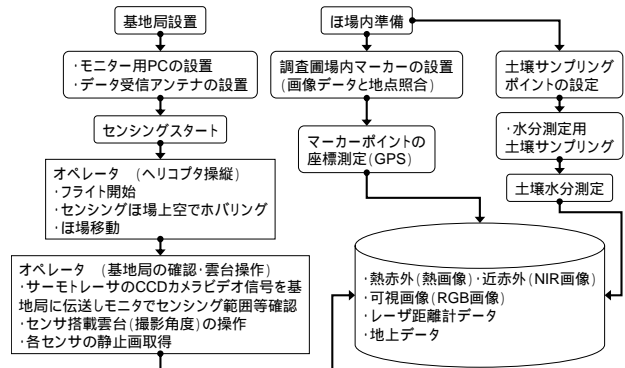 基地局設置
・モニター用PCの設置
・データ受信アンテナの設置
センシングスタート
オペレータ (ヘリコプタ操縦)
・フライト開始
・センシングほ場上空でホバリング
・ほ場移動
オペレータ (基地局の確認・雲台操作)
・サーモトレーサのCCDカメラビデオ信号を基
地局に伝送しモニタでセンシング範囲等確認
・センサ搭載雲台(撮影角度)の操作
・各センサの静止画取得
ほ場内準備
調査圃場内マーカーの設置
(画像データと地点照合)
マーカーポイントの
座標測定(GPS)
土壌サンプリング
ポイントの設定
・水分測定用
土壌サンプリング
土壌水分測定
・熱赤外(熱画像)・近赤外(NIR画像)
・可視画像(RGB画像)
・レーザ距離計データ
・地上データ